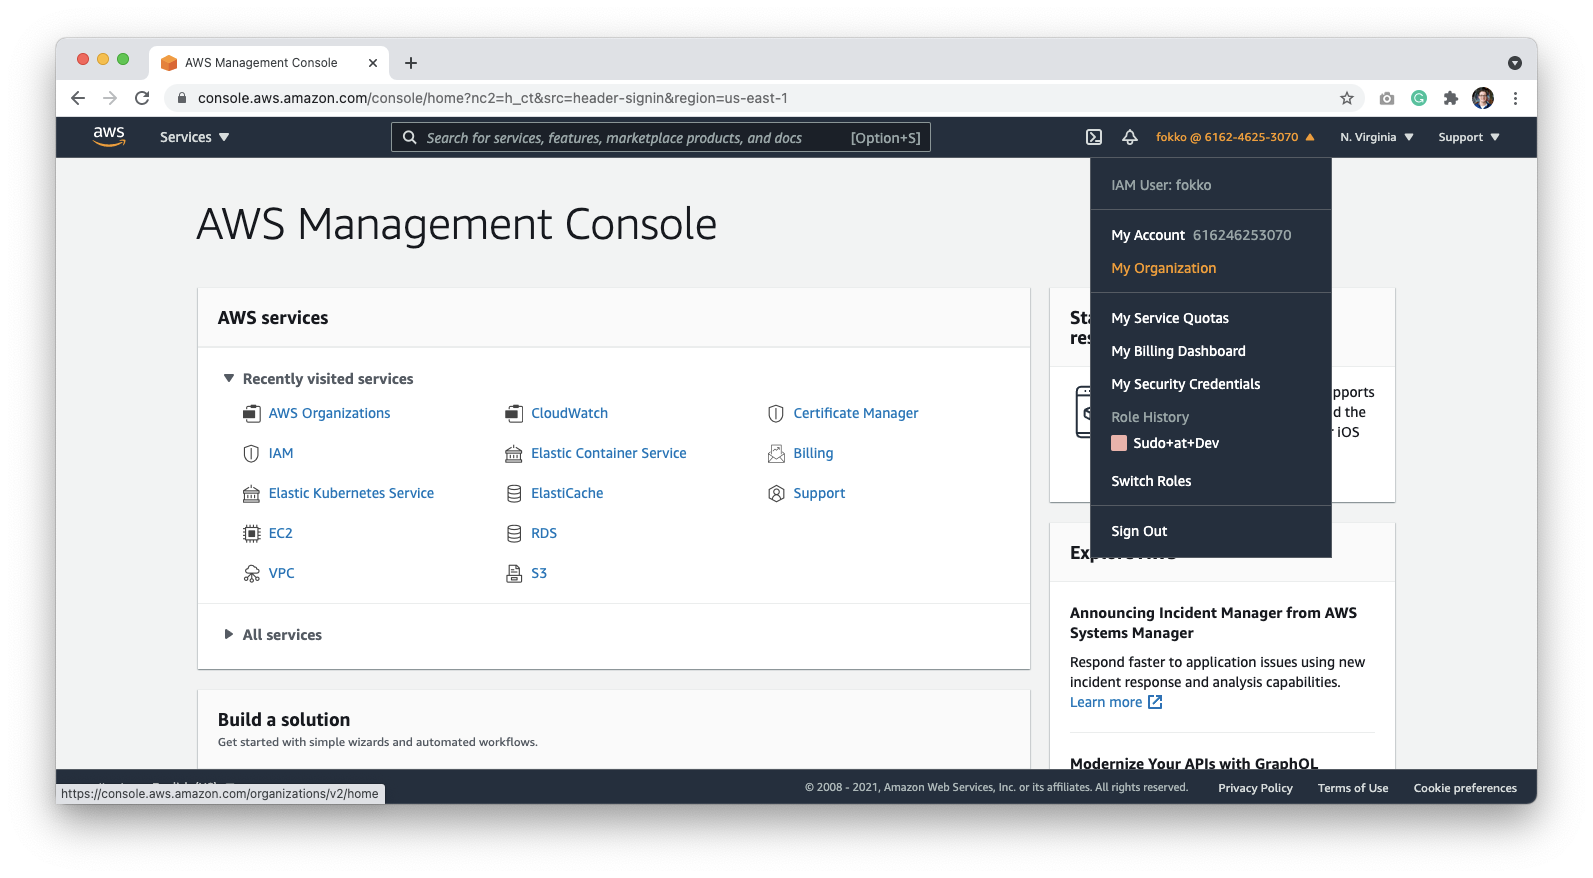 AWS Management Console
console.aws.amazon.com/console/home?nc2=h_ct&src=header-signin&region=us-east-1
aws
Services
Search for services, features, marketplace products, and docs
[Option+S]
fokko @ 6162-4625-3070
N. Virginia
Support
IAM User: fokko
My Account 616246253070
My Organization
My Service Quotas
My Billing Dashboard
My Security Credentials
Role History
Sudo+at+Dev
Switch Roles
Sign Out
AWS Management Console
AWS services
Recently visited services
AWS Organizations
CloudWatch
Certificate Manager
IAM
Elastic Container Service
Billing
Elastic Kubernetes Service
ElastiCache
Support
EC2
RDS
VPC
S3
All services
Build a solution
Get started with simple wizards and automated workflows.
pports
d the
iOS
Announcing Incident Manager from AWS
Systems Manager
Respond faster to application issues using new
incident response and analysis capabilities.
Learn more
Modernize Your APIs with GraphQL
© 2008 - 2021, Amazon Web Services, Inc. or its affiliates. All rights reserved.
Privacy Policy
Terms of Use
Cookie preferences
https://console.aws.amazon.com/organizations/v2/home